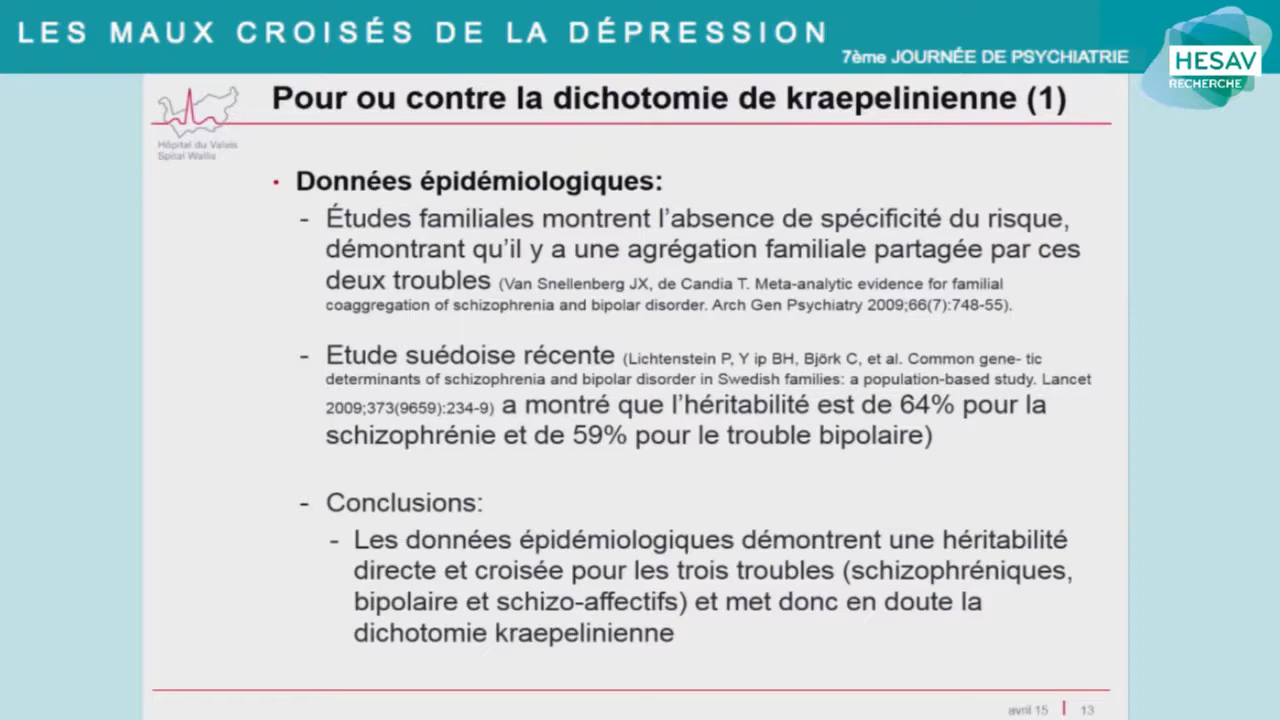 LES MAUX CROISÉS DE LA DÉPRESSION
7ème JOURNÉE DE PSYCHIATRIE
HESAV
RECHERCHE
Hôpital du Valais
Spital Wallis
Pour ou contre la dichotomie de kraepelinienne (1)
• Données épidémiologiques:
- Études familiales montrent l'absence de spécificité du risque,
démontrant qu'il y a une agrégation familiale partagée par ces
deux troubles (Van Snellenberg JX, de Candia T. Meta-analytic evidence for familial
coaggregation of schizophrenia and bipolar disorder. Arch Gen Psychiatry 2009;66(7):748-55).
- Etude suédoise récente (Lichtenstein P, Y ip BH, Björk C, et al. Common gene- tic
determinants of schizophrenia and bipolar disorder in Swedish families: a population-based study. Lancet
2009;373(9659):234-9) a montré que l'héritabilité est de 64% pour la
schizophrénie et de 59% pour le trouble bipolaire)
- Conclusions:
- Les données épidémiologiques démontrent une héritabilité
directe et croisée pour les trois troubles (schizophréniques,
bipolaire et schizo-affectifs) et met donc en doute la
dichotomie kraepelinienne
avril 15 | 13